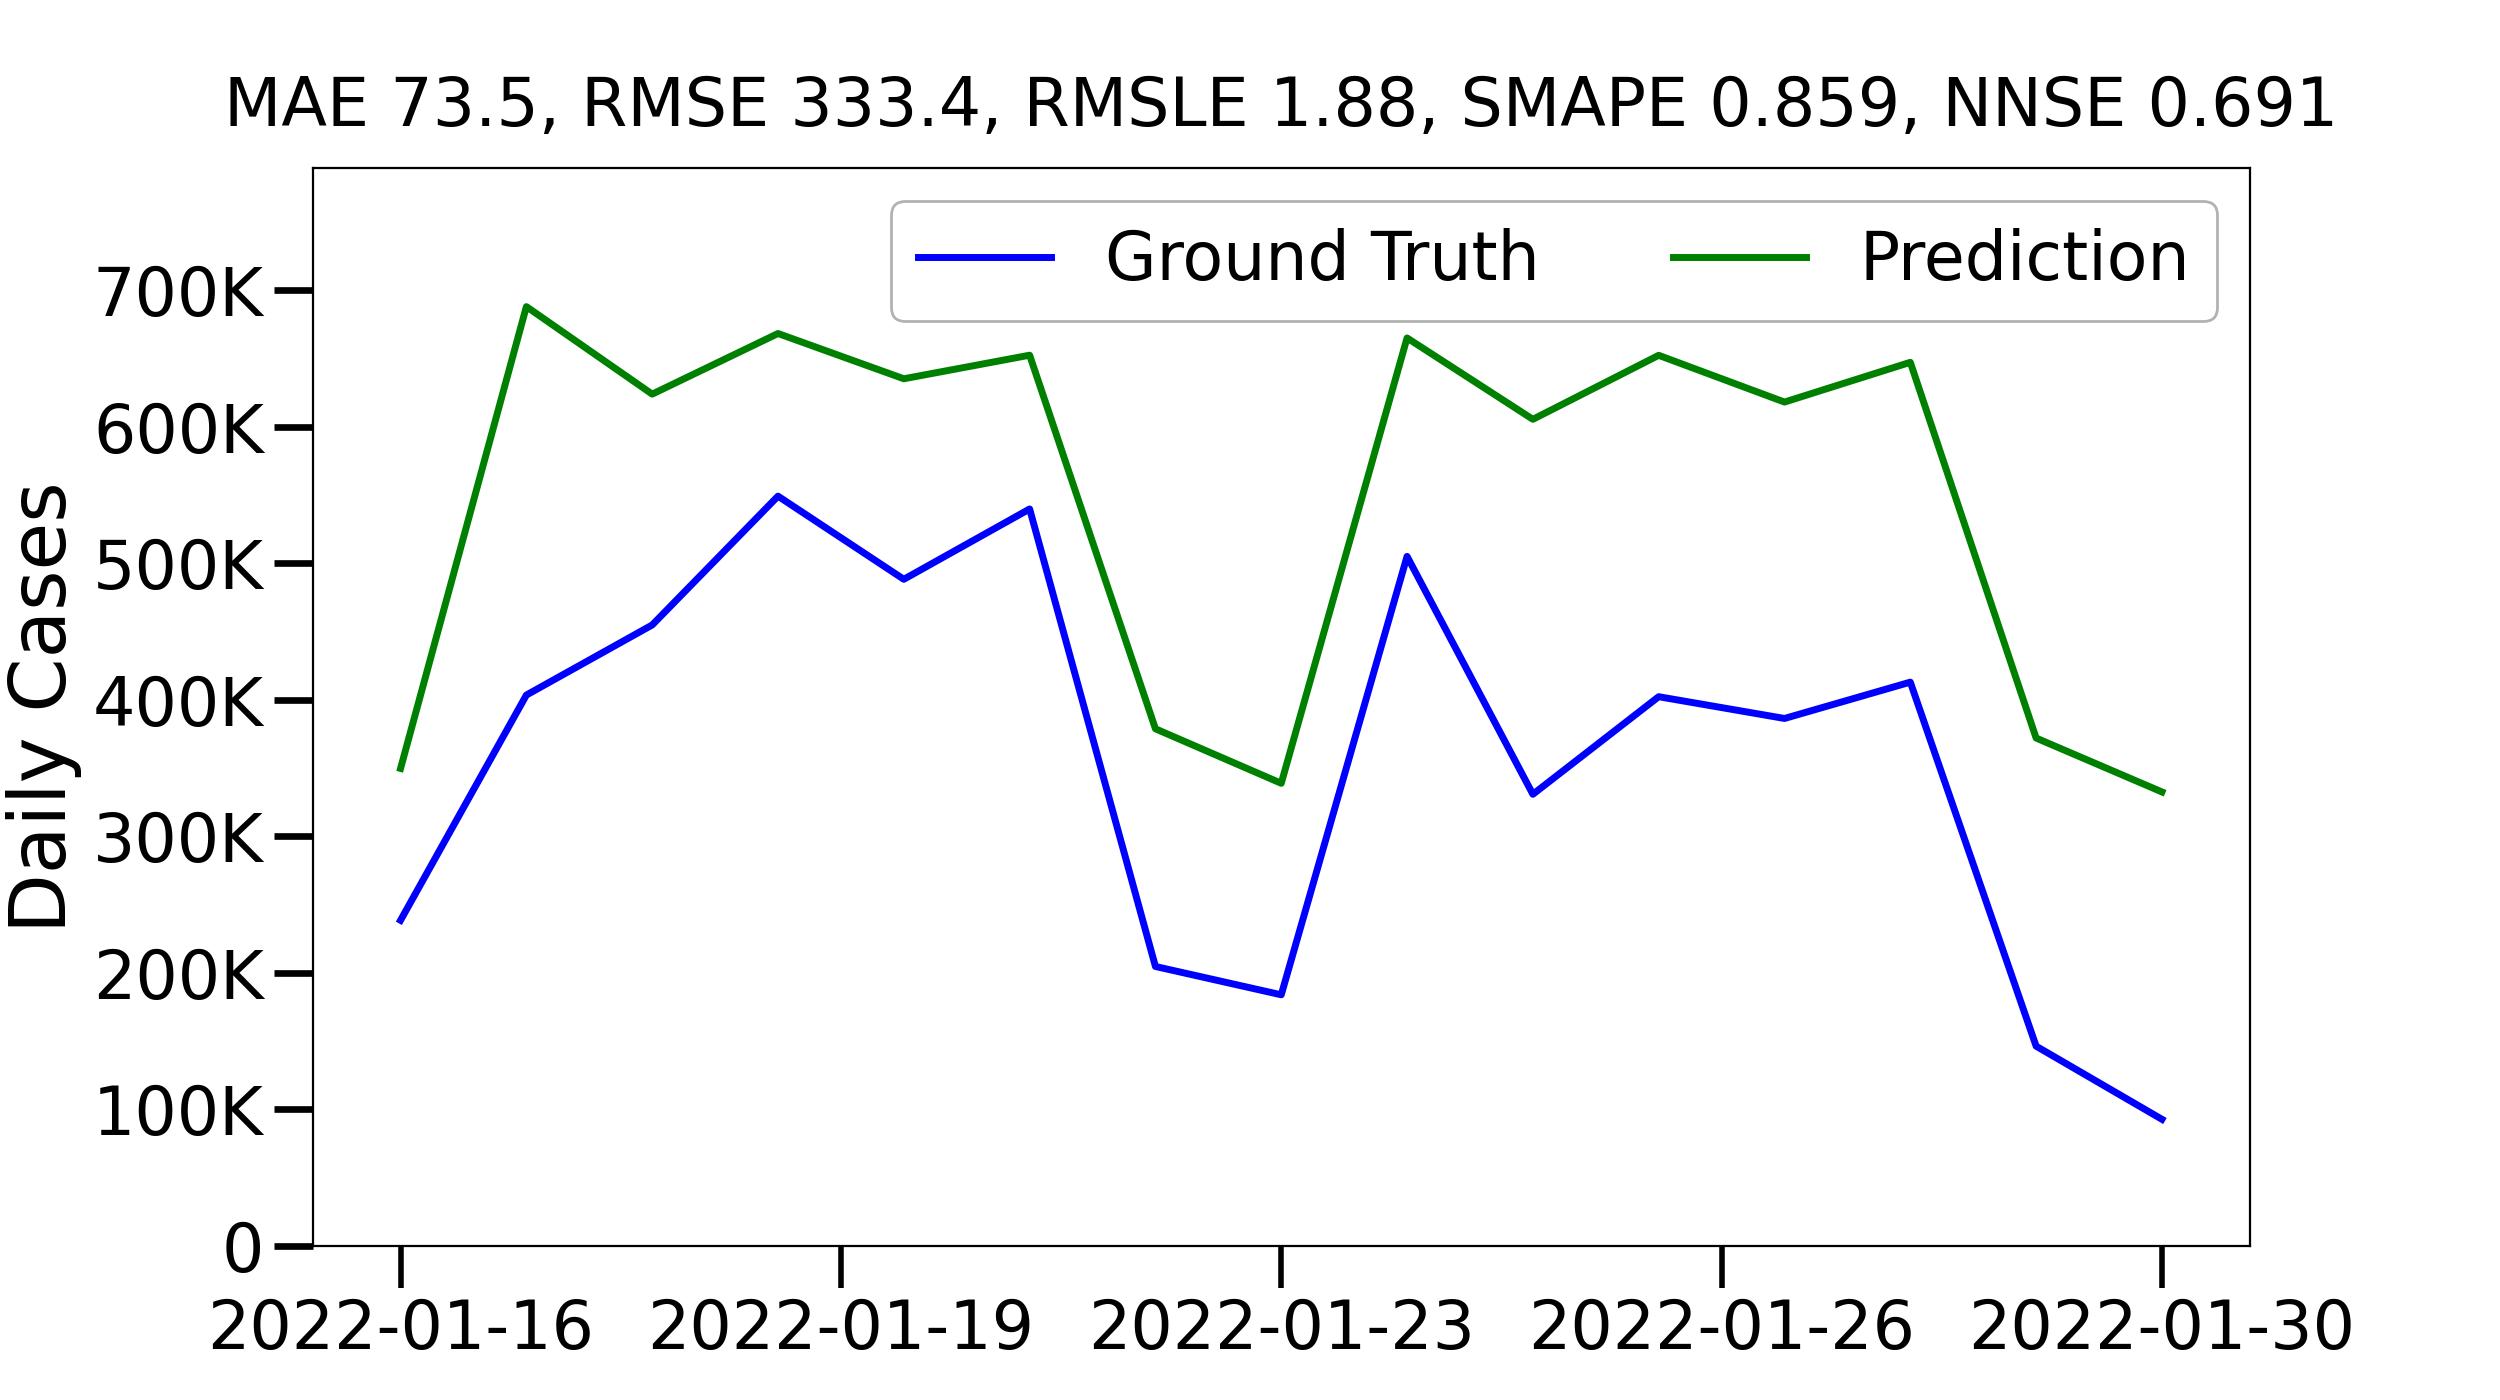 MAE 73.5, RMSE 333.4, RMSLE 1.88, SMAPE 0.859, NNSE 0.691
Ground Truth
Prediction
Daily Cases
700K
600K
500K
400K
300K
200K
100K
0
2022-01-16
2022-01-19
2022-01-23
2022-01-26
2022-01-30